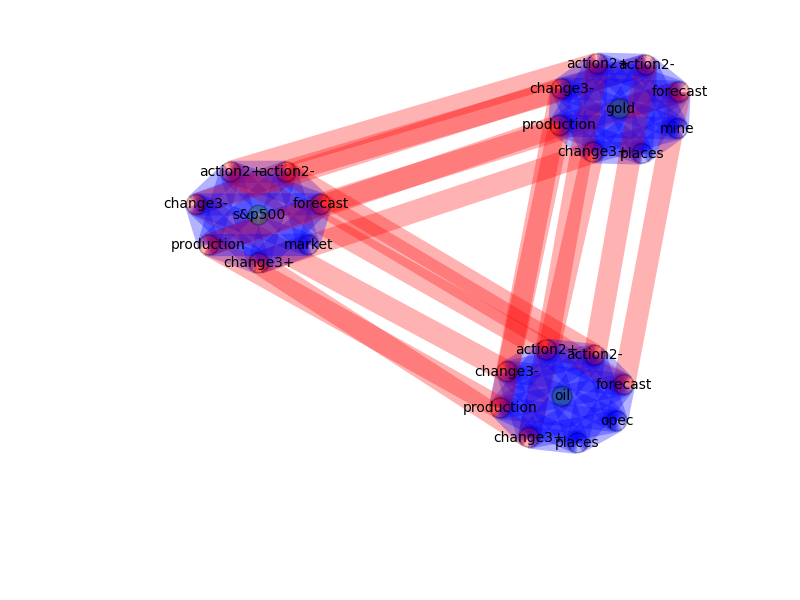 action2+
action2-
change3-
forecast
gold
production
mine
change3+
places
action2+
action2-
change3-
forecast
s&p500
production
market
change3+
action2+
action2-
change3-
forecast
oil
production
opec
change3+
places